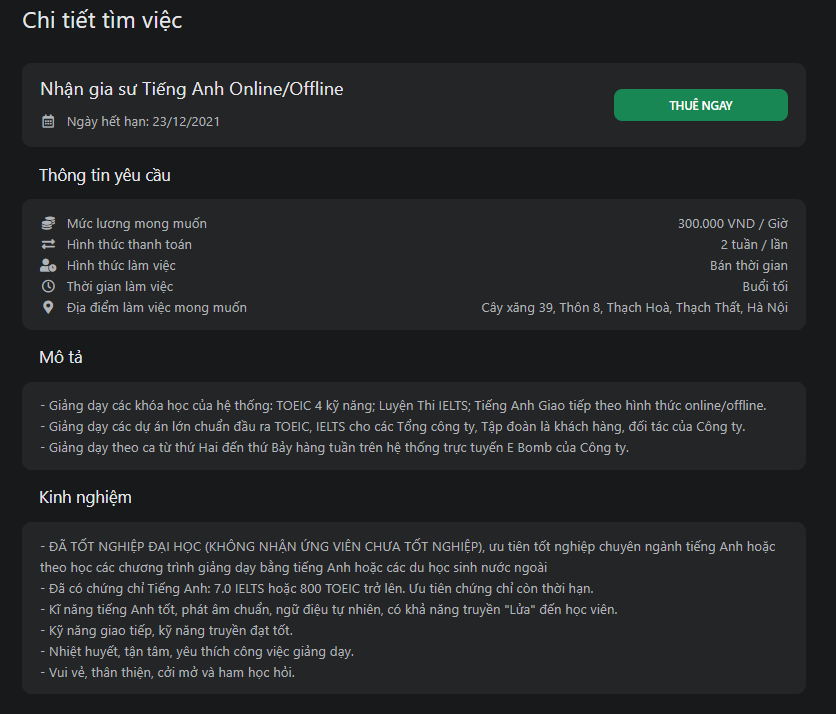 Chi tiết tìm việc
Nhận gia sư Tiếng Anh Online/Offline
Ngày hết hạn: 23/12/2021
THUÊ NGAY
Thông tin yêu cầu
Mức lương mong muốn 300.000 VND / Giờ
Hình thức thanh toán 2 tuần / lần
Hình thức làm việc Bán thời gian
Thời gian làm việc Buổi tối
Địa điểm làm việc mong muốn Cây xăng 39, Thôn 8, Thạch Hoà, Thạch Thất, Hà Nội
Mô tả
- Giảng dạy các khóa học của hệ thống: TOEIC 4 kỹ năng; Luyện Thi IELTS; Tiếng Anh Giao tiếp theo hình thức online/offline.
- Giảng dạy các dự án lớn chuẩn đầu ra TOEIC, IELTS cho các Tổng công ty, Tập đoàn là khách hàng, đối tác của Công ty.
- Giảng dạy theo ca từ thứ Hai đến thứ Bảy hàng tuần trên hệ thống trực tuyến E Bomb của Công ty.
Kinh nghiệm
- ĐÃ TỐT NGHIỆP ĐẠI HỌC (KHÔNG NHẬN ỨNG VIÊN CHƯA TỐT NGHIỆP), ưu tiên tốt nghiệp chuyên ngành tiếng Anh hoặc
theo học các chương trình giảng dạy bằng tiếng Anh hoặc các du học sinh nước ngoài
- Đã có chứng chỉ Tiếng Anh: 7.0 IELTS hoặc 800 TOEIC trở lên. Ưu tiên chứng chỉ còn thời hạn.
- Kĩ năng tiếng Anh tốt, phát âm chuẩn, ngữ điệu tự nhiên, có khả năng truyền "Lửa" đến học viên.
- Kỹ năng giao tiếp, kỹ năng truyền đạt tốt.
- Nhiệt huyết, tận tâm, yêu thích công việc giảng dạy.
- Vui vẻ, thân thiện, cởi mở và ham học hỏi.